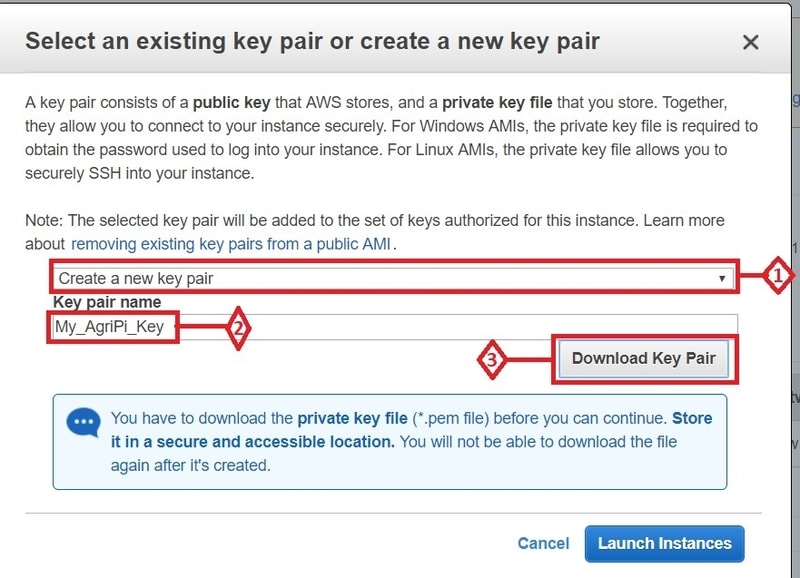 Select an existing key pair or create a new key pair
A key pair consists of a public key that AWS stores, and a private key file that you store. Together,
they allow you to connect to your instance securely. For Windows AMIs, the private key file is required to
obtain the password used to log into your instance. For Linux AMIs, the private key file allows you to
securely SSH into your instance.
Note: The selected key pair will be added to the set of keys authorized for this instance. Learn more
about removing existing key pairs from a public AMI.
Create a new key pair
1
Key pair name
My_AgriPi_Key
2
3
Download Key Pair
You have to download the private key file (*.pem file) before you can continue. Store
it in a secure and accessible location. You will not be able to download the file
again after it's created.
Cancel
Launch Instances